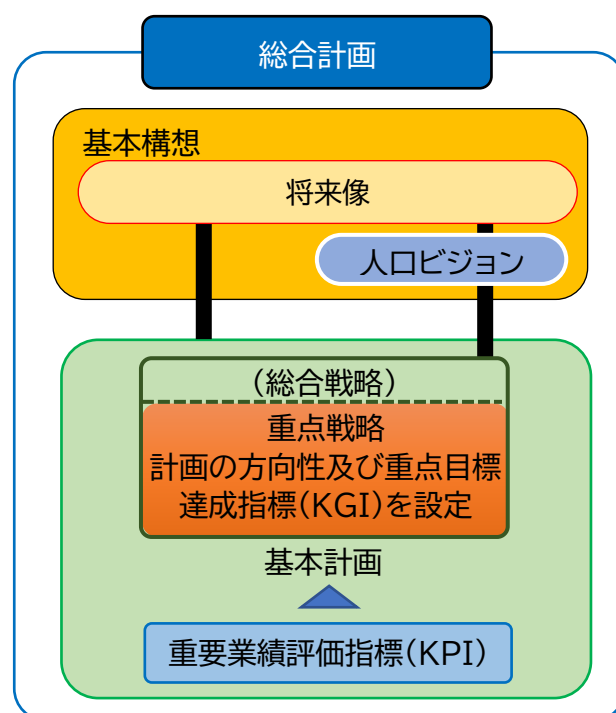 総合計画
基本構想
将来像
人口ビジョン
(総合戦略)
重点戦略
計画の方向性及び重点目標
達成指標(KGI)を設定
基本計画
重要業績評価指標(KPI)